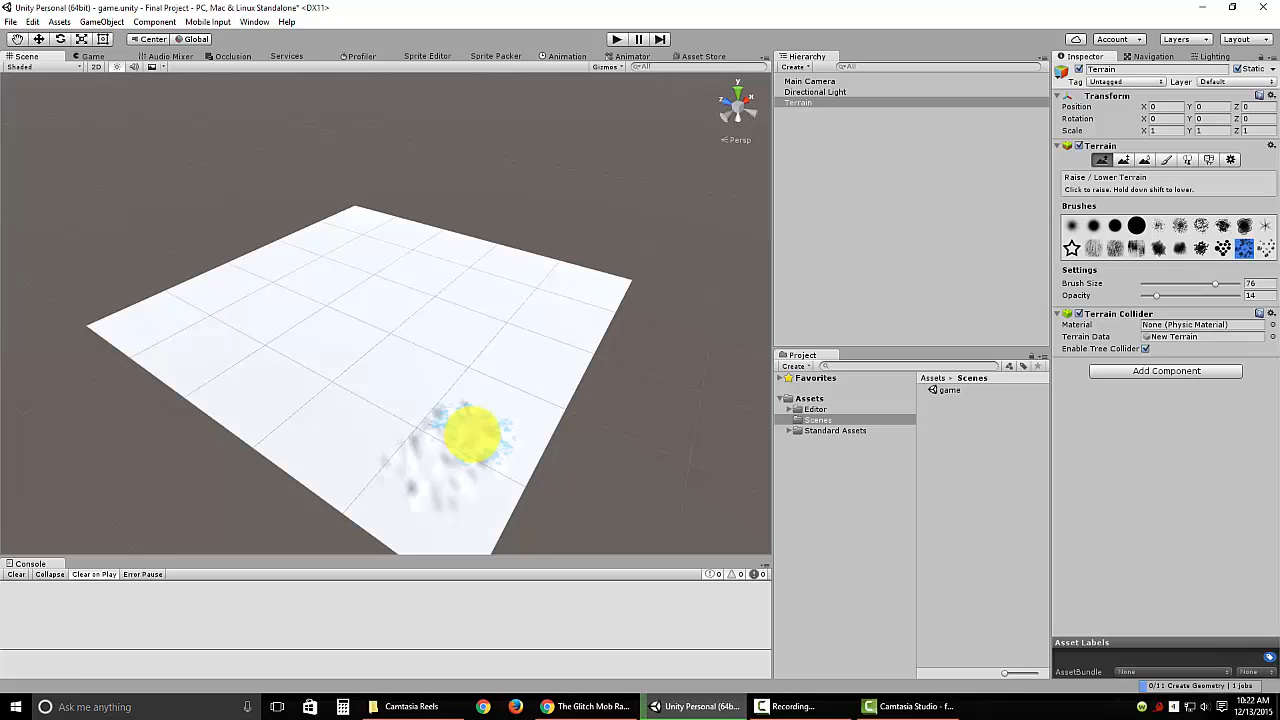 Unity Personal (64bit) - game.unity - Final Project - PC, Mac & Linux Standalone* <DX11>
File Edit Assets GameObject Component Mobile Input Window Help
Center Global Account Layers Layout
Scene Game Audio Mixer Occlusion Services Profiler Sprite Editor Sprite Packer Animation Animator Asset Store
Shaded 2D Gizmos All
y
x
z
Persp
Hierarchy
Create All
Main Camera
Directional Light
Terrain
Project
Create
Favorites
Assets
Editor
Scenes
Standard Assets
Assets Scenes
game
Inspector Navigation Lighting
Terrain Static
Tag Untagged Layer Default
Transform
Position X 0 Y 0 Z 0
Rotation X 0 Y 0 Z 0
Scale X 1 Y 1 Z 1
Terrain
Raise / Lower Terrain
Click to raise. Hold down shift to lower.
Brushes
Settings
Brush Size 76
Opacity 14
Terrain Collider
Material None (Physic Material)
Terrain Data New Terrain
Enable Tree Collider
Add Component
Asset Labels
AssetBundle None None
Console
Clear Collapse Clear on Play Error Pause 0 0 0
0/11 Create Geometry | 1 jobs
Ask me anything
Camtasia Reels
The Glitch Mob Ra...
Unity Personal (64b...
Recording...
Camtasia Studio - f...
10:22 AM
12/13/2015